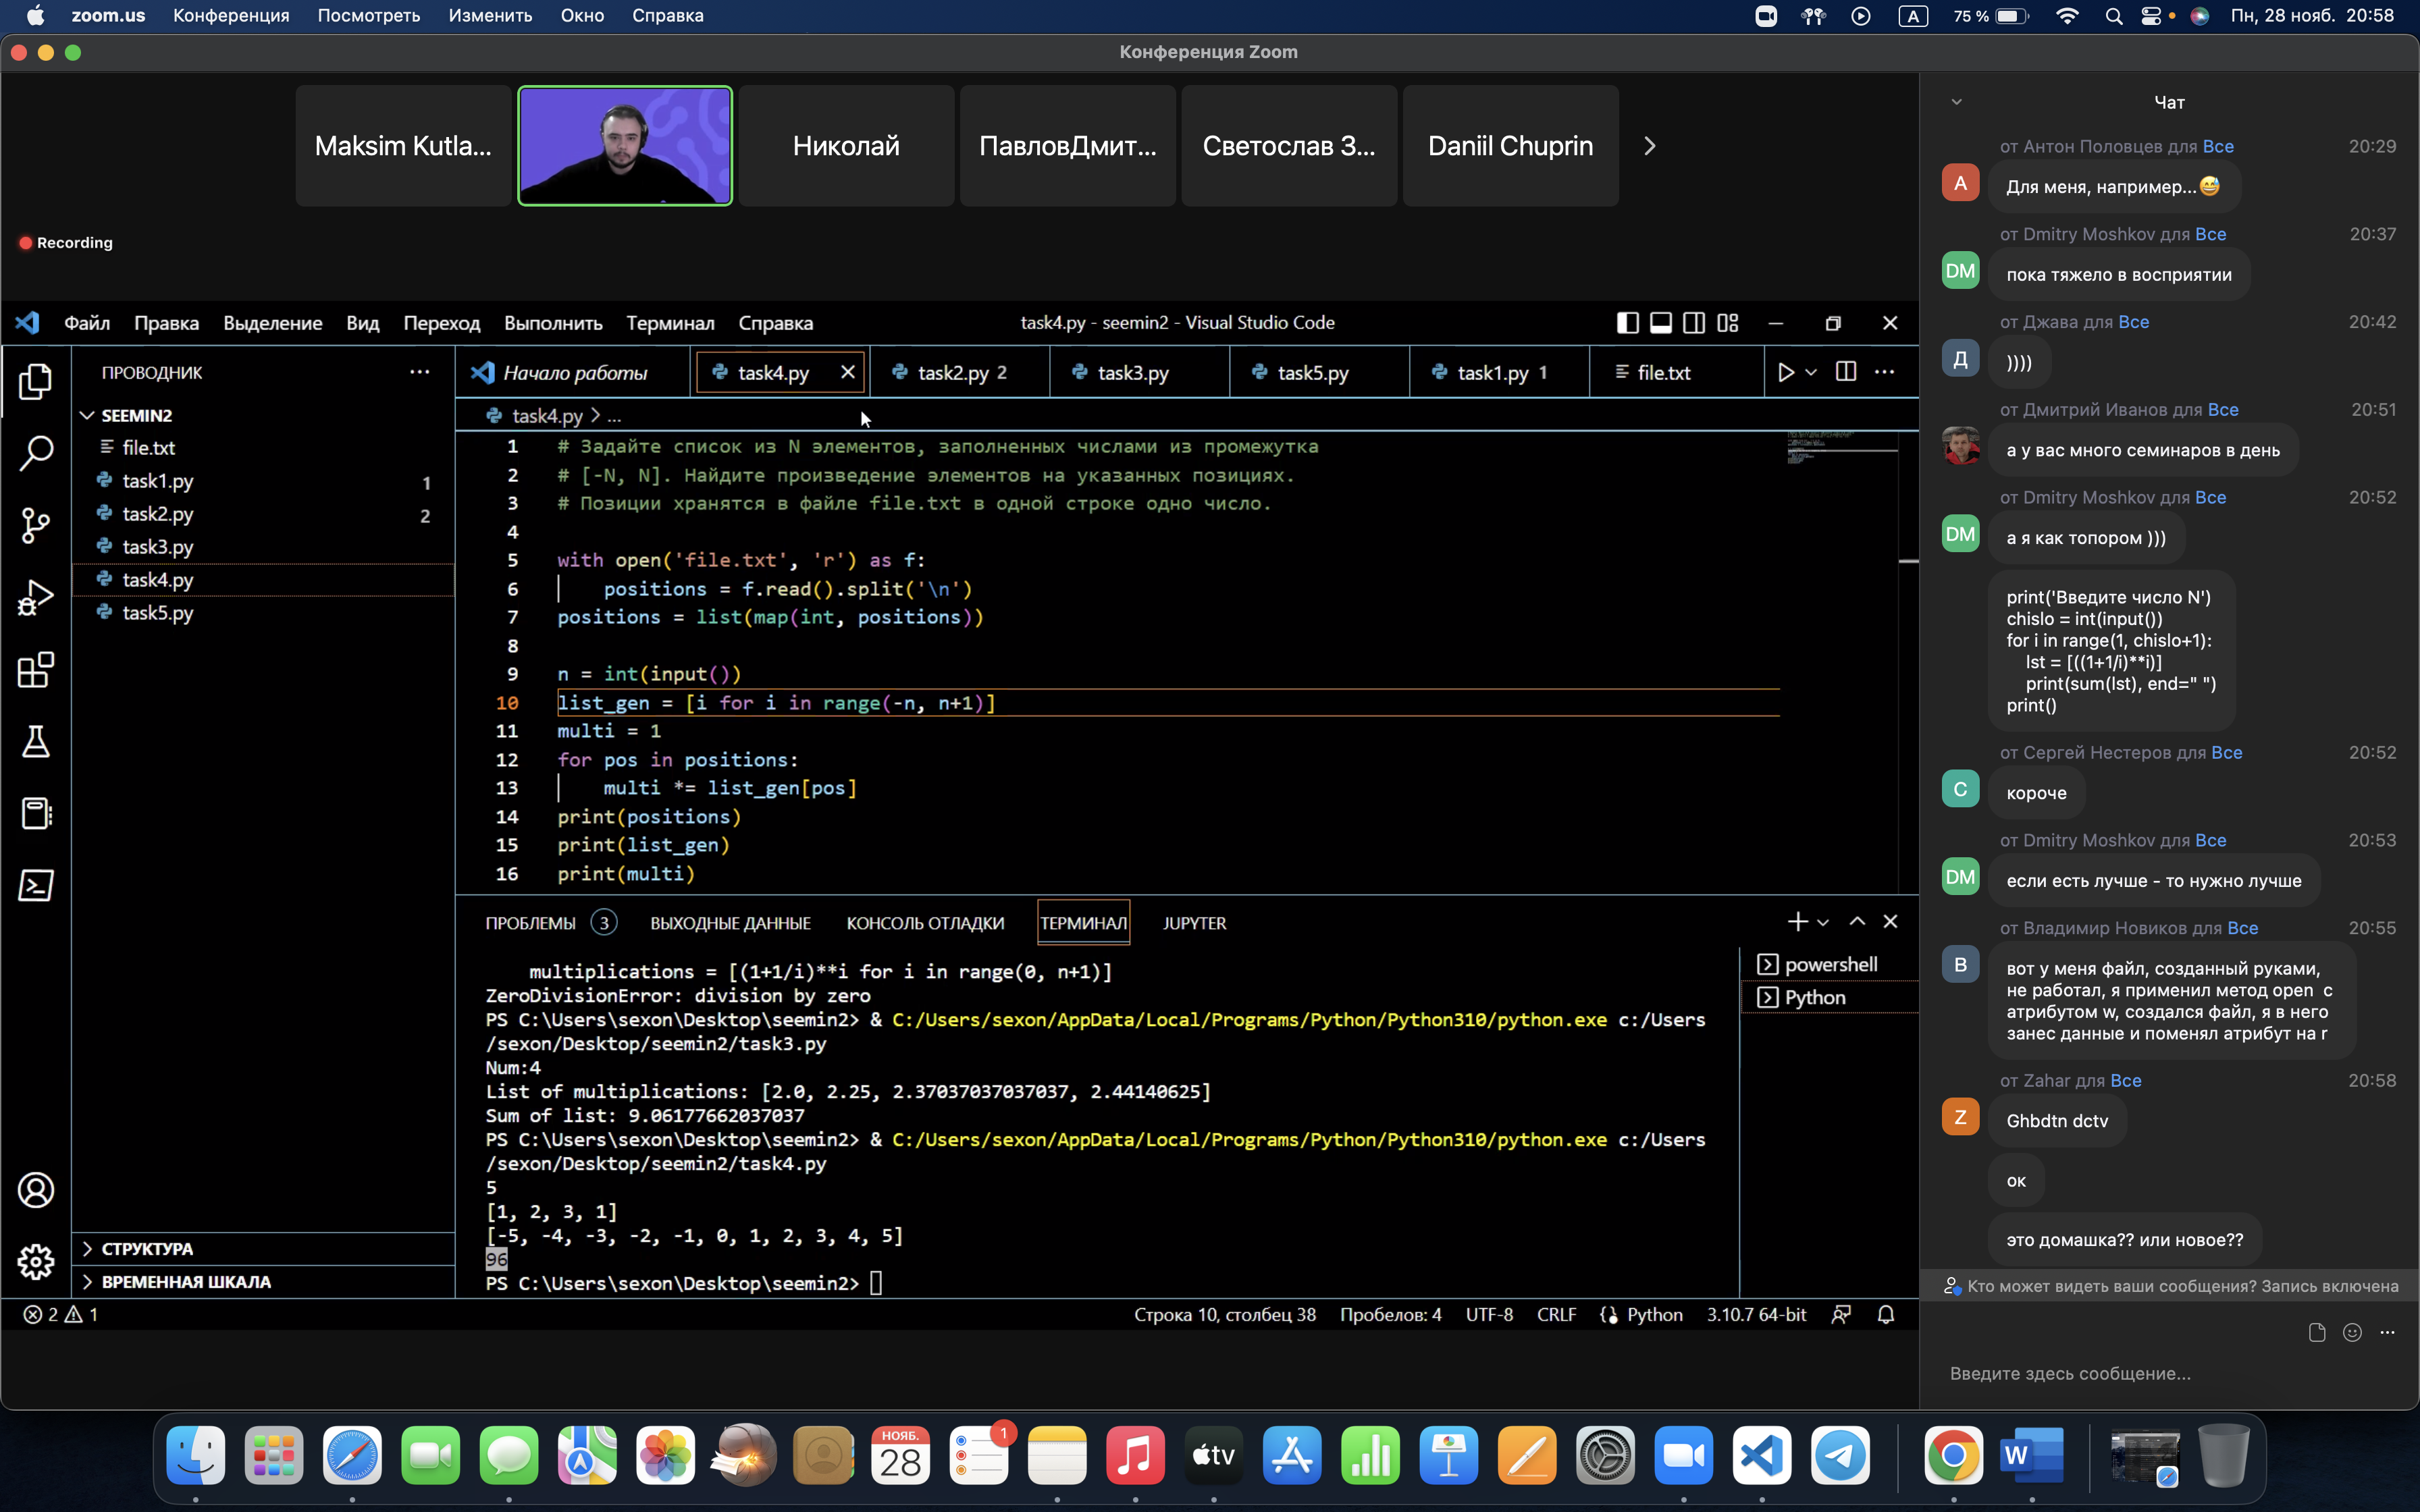 zoom.us Конференция Посмотреть Изменить Окно Справка
A 75 % Пн, 28 нояб. 20:58
Конференция Zoom
Maksim Kutla...
Николай
ПавловДмит...
Светослав З...
Daniil Chuprin
Recording
Файл Правка Выделение Вид Переход Выполнить Терминал Справка
task4.py - seemin2 - Visual Studio Code
ПРОВОДНИК
SEEMIN2
file.txt
task1.py 1
task2.py 2
task3.py
task4.py
task5.py
СТРУКТУРА
ВРЕМЕННАЯ ШКАЛА
Начало работы task4.py task2.py 2 task3.py task5.py task1.py 1 file.txt
task4.py > ...
1 # Задайте список из N элементов, заполненных числами из промежутка
2 # [-N, N]. Найдите произведение элементов на указанных позициях.
3 # Позиции хранятся в файле file.txt в одной строке одно число.
4
5 with open('file.txt', 'r') as f:
6     positions = f.read().split('\n')
7 positions = list(map(int, positions))
8
9 n = int(input())
10 list_gen = [i for i in range(-n, n+1)]
11 multi = 1
12 for pos in positions:
13     multi *= list_gen[pos]
14 print(positions)
15 print(list_gen)
16 print(multi)
ПРОБЛЕМЫ 3 ВЫХОДНЫЕ ДАННЫЕ КОНСОЛЬ ОТЛАДКИ ТЕРМИНАЛ JUPYTER
powershell
Python
    multiplications = [(1+1/i)**i for i in range(0, n+1)]
ZeroDivisionError: division by zero
PS C:\Users\sexon\Desktop\seemin2> & C:/Users/sexon/AppData/Local/Programs/Python/Python310/python.exe c:/Users
/sexon/Desktop/seemin2/task3.py
Num:4
List of multiplications: [2.0, 2.25, 2.37037037037037, 2.44140625]
Sum of list: 9.06177662037037
PS C:\Users\sexon\Desktop\seemin2> & C:/Users/sexon/AppData/Local/Programs/Python/Python310/python.exe c:/Users
/sexon/Desktop/seemin2/task4.py
5
[1, 2, 3, 1]
[-5, -4, -3, -2, -1, 0, 1, 2, 3, 4, 5]
96
PS C:\Users\sexon\Desktop\seemin2>
2 1
Строка 10, столбец 38 Пробелов: 4 UTF-8 CRLF Python 3.10.7 64-bit
Чат
от Антон Половцев для Все 20:29
A
Для меня, например...😅
от Dmitry Moshkov для Все 20:37
DM
пока тяжело в восприятии
от Джава для Все 20:42
Д
))))
от Дмитрий Иванов для Все 20:51
а у вас много семинаров в день
от Dmitry Moshkov для Все 20:52
DM
а я как топором )))
print('Введите число N')
chislo = int(input())
for i in range(1, chislo+1):
    lst = [((1+1/i)**i)]
    print(sum(lst), end=" ")
print()
от Сергей Нестеров для Все 20:52
С
короче
от Dmitry Moshkov для Все 20:53
DM
если есть лучше - то нужно лучше
от Владимир Новиков для Все 20:55
В
вот у меня файл, созданный руками,
не работал, я применил метод open с
атрибутом w, создался файл, я в него
занес данные и поменял атрибут на r
от Zahar для Все 20:58
Z
Ghbdtn dctv
ок
это домашка?? или новое??
Кто может видеть ваши сообщения? Запись включена
Введите здесь сообщение...
НОЯБ.
28
1
tv
W